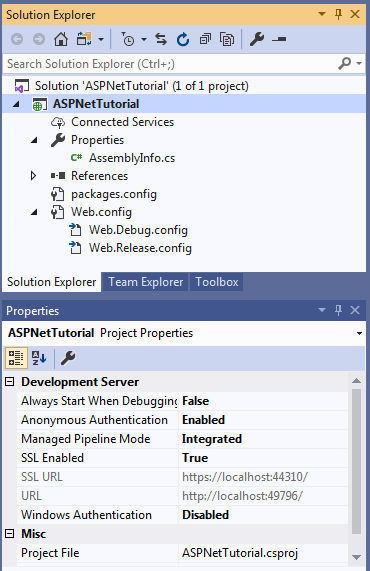 Solution Explorer
Search Solution Explorer (Ctrl+;)
Solution 'ASPNetTutorial' (1 of 1 project)
ASPNetTutorial
Connected Services
Properties
C# AssemblyInfo.cs
References
packages.config
Web.config
Web.Debug.config
Web.Release.config
Solution Explorer Team Explorer Toolbox
Properties
ASPNetTutorial Project Properties
Development Server
Always Start When Debugging False
Anonymous Authentication Enabled
Managed Pipeline Mode Integrated
SSL Enabled True
SSL URL https://localhost:44310/
URL http://localhost:49796/
Windows Authentication Disabled
Misc
Project File ASPNetTutorial.csproj